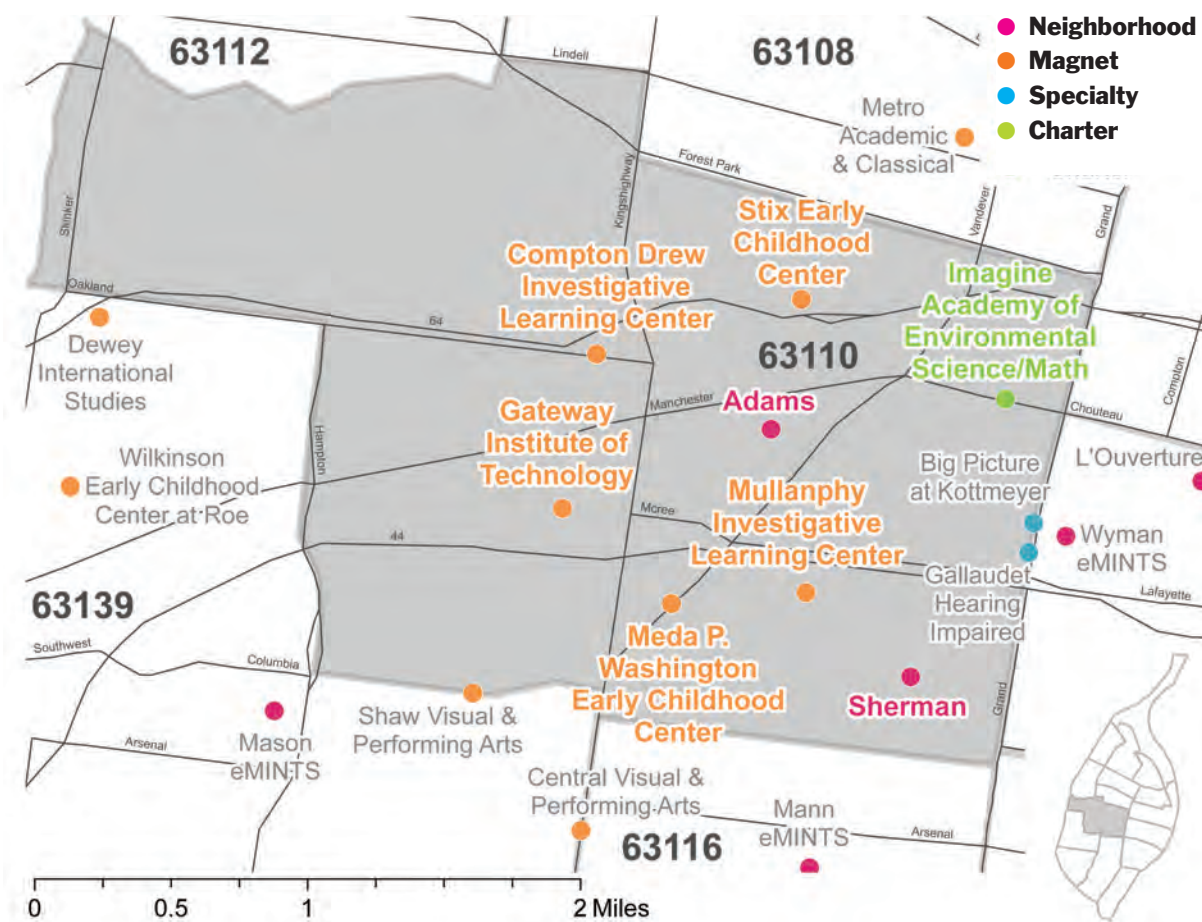 63112
Lindell
63108
Neighborhood
Magnet
Specialty
Charter
Metro
Academic
& Classical
Forest Park
Skinker
Kingshighway
Vandever
Grand
Stix Early
Childhood
Center
Compton Drew
Investigative
Learning Center
Imagine
Academy of
Environmental
Science/Math
Oakland
64
Dewey
International
Studies
63110
Compton
Manchester
Adams
Chouteau
Gateway
Institute of
Technology
Hampton
Wilkinson
Early Childhood
Center at Roe
Big Picture
at Kottmeyer
L'Ouverture
Mullanphy
Investigative
Learning Center
Mcree
44
Wyman
eMINTS
Gallaudet
Hearing
Impaired
Lafayette
63139
Southwest
Columbia
Meda P.
Washington
Early Childhood
Center
Sherman
Grand
Shaw Visual &
Performing Arts
Mason
eMINTS
Arsenal
Central Visual &
Performing Arts
Mann
eMINTS
Arsenal
63116
0 0.5 1 2 Miles